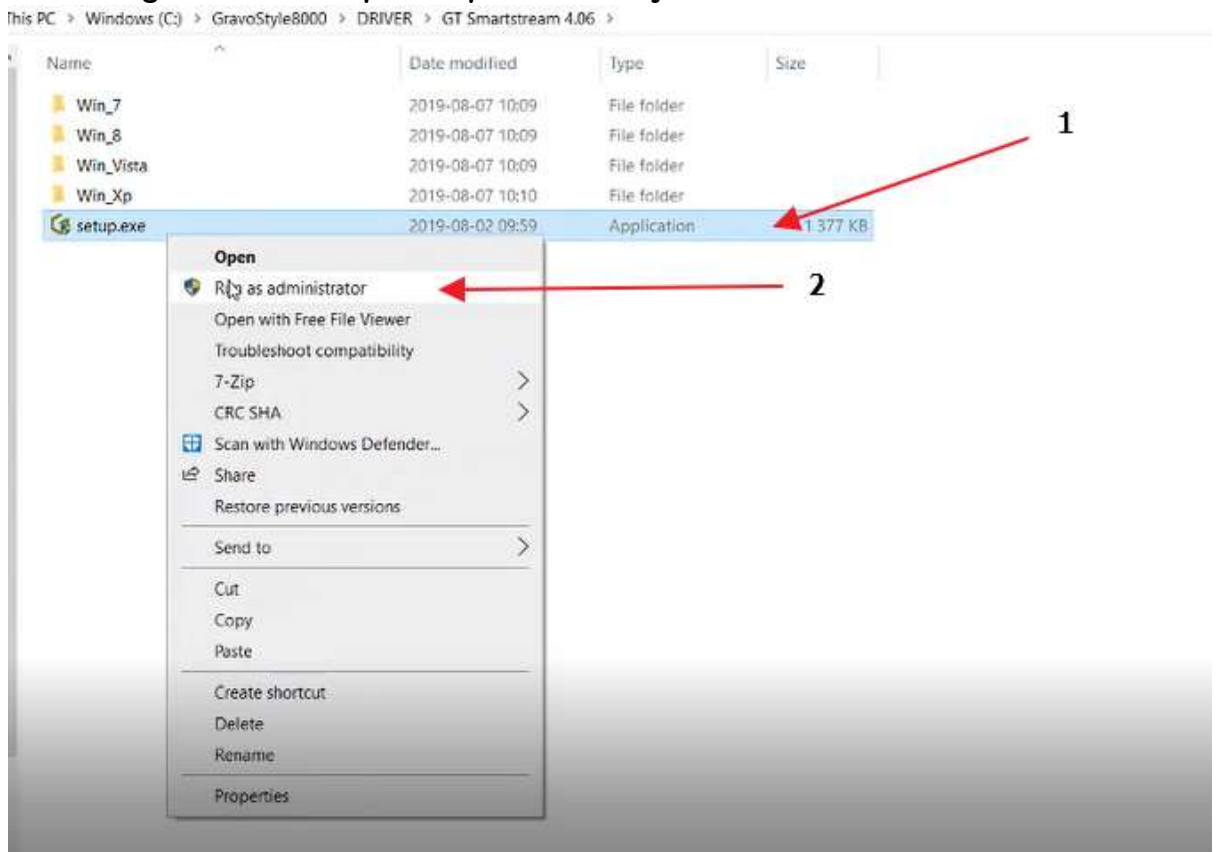 This PC > Windows (C:) > GravoStyle8000 > DRIVER > GT Smartstream 4.06 >
Name Date modified Type Size
Win_7 2019-08-07 10:09 File folder
Win_8 2019-08-07 10:09 File folder
Win_Vista 2019-08-07 10:09 File folder
Win_Xp 2019-08-07 10:10 File folder
setup.exe 2019-08-02 09:59 Application 1 377 KB
1
Open
Run as administrator
2
Open with Free File Viewer
Troubleshoot compatibility
7-Zip
CRC SHA
Scan with Windows Defender...
Share
Restore previous versions
Send to
Cut
Copy
Paste
Create shortcut
Delete
Rename
Properties